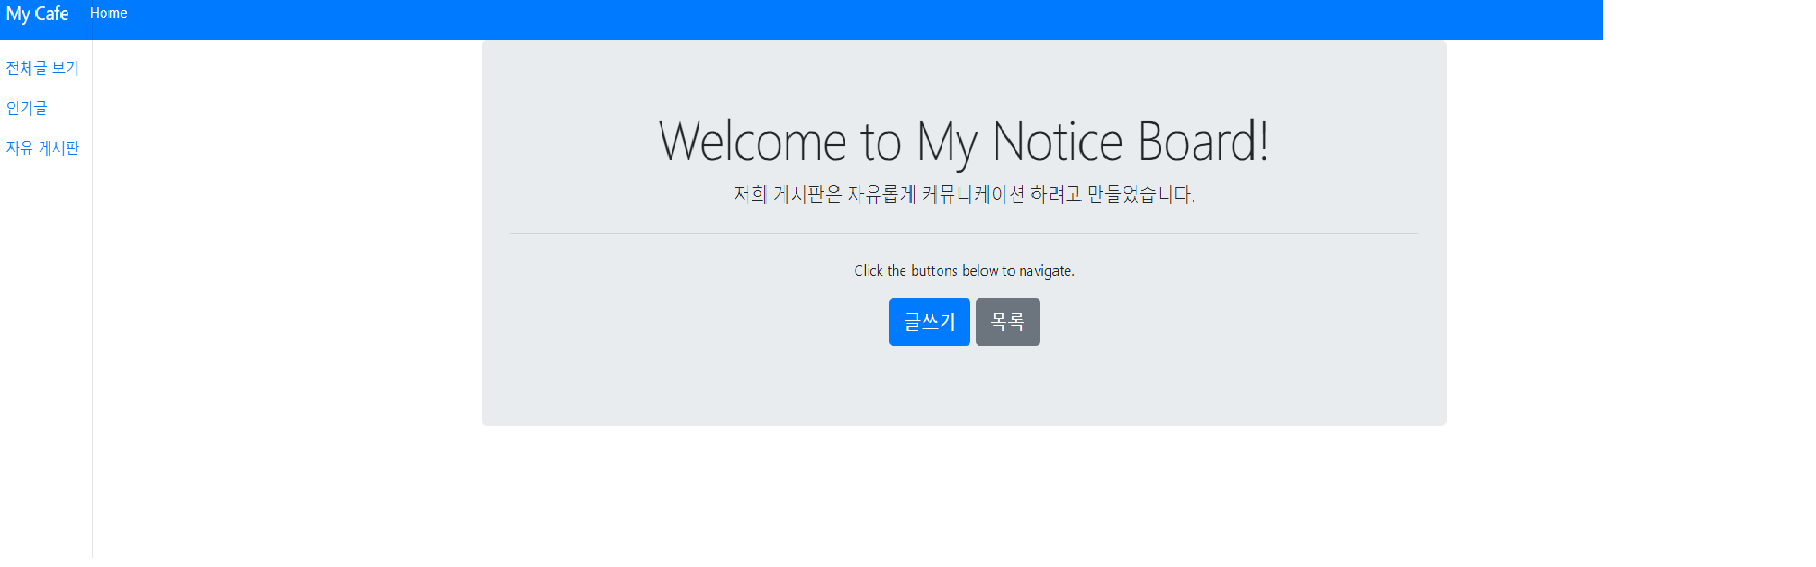 My Cafe Home
전체글 보기
인기글
자유 게시판
Welcome to My Notice Board!
저희 게시판은 자유롭게 커뮤니케이션 하려고 만들었습니다.
Click the buttons below to navigate.
글쓰기 목록